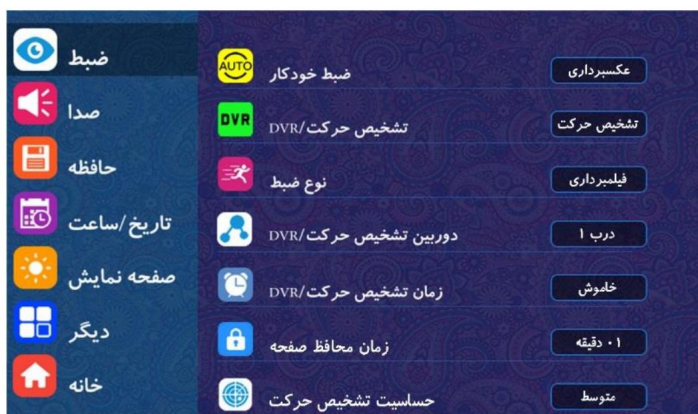 ضبط
صدا
حافظه
تاریخ/ساعت
صفحه نمایش
دیگر
خانه
AUTO ضبط خودکار عکسبرداری
DVR تشخیص حرکت/DVR تشخیص حرکت
نوع ضبط فیلمبرداری
دوربین تشخیص حرکت/DVR درب ۱
زمان تشخیص حرکت/DVR خاموش
زمان محافظ صفحه ۰۱ دقیقه
حساسیت تشخیص حرکت متوسط